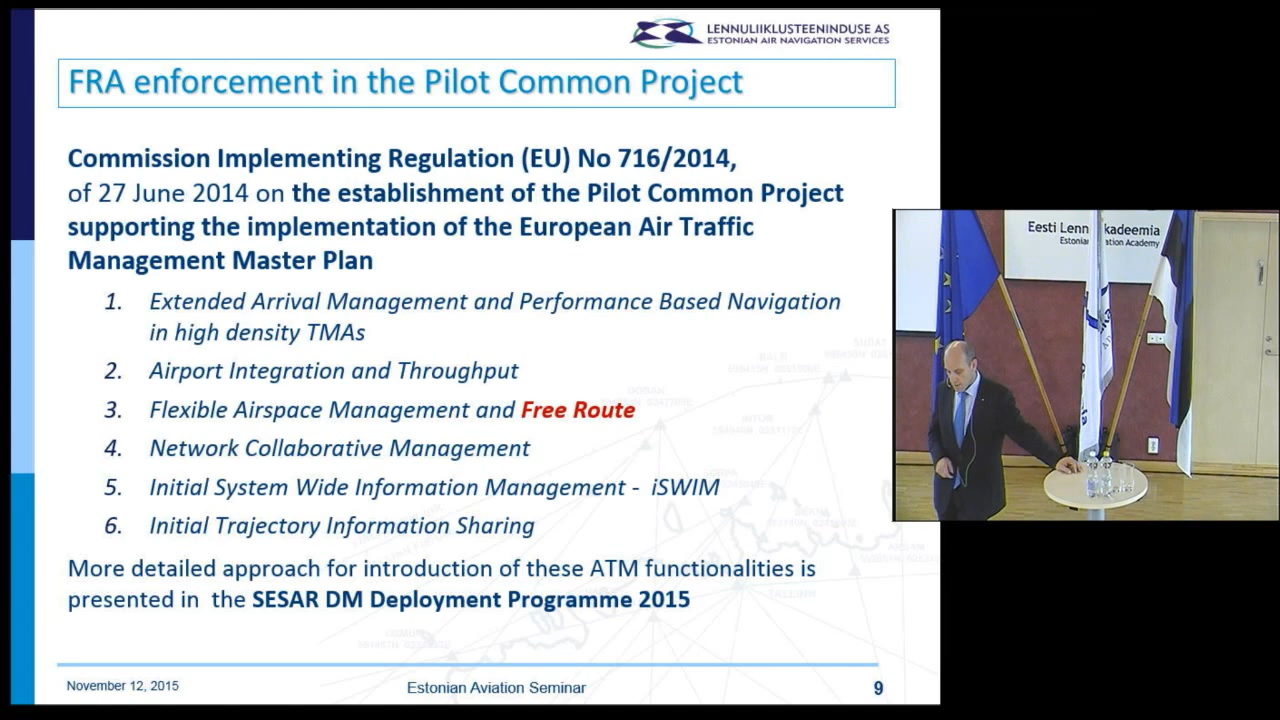 LENNULIIKLUSTEENINDUSE AS
ESTONIAN AIR NAVIGATION SERVICES
FRA enforcement in the Pilot Common Project
Commission Implementing Regulation (EU) No 716/2014,
of 27 June 2014 on the establishment of the Pilot Common Project
supporting the implementation of the European Air Traffic
Management Master Plan
1. Extended Arrival Management and Performance Based Navigation
in high density TMAs
2. Airport Integration and Throughput
3. Flexible Airspace Management and Free Route
4. Network Collaborative Management
5. Initial System Wide Information Management - iSWIM
6. Initial Trajectory Information Sharing
More detailed approach for introduction of these ATM functionalities is
presented in the SESAR DM Deployment Programme 2015
November 12, 2015
Estonian Aviation Seminar
9
Eesti Lenn kadeemia
Estonia ation Academy
TALLINN